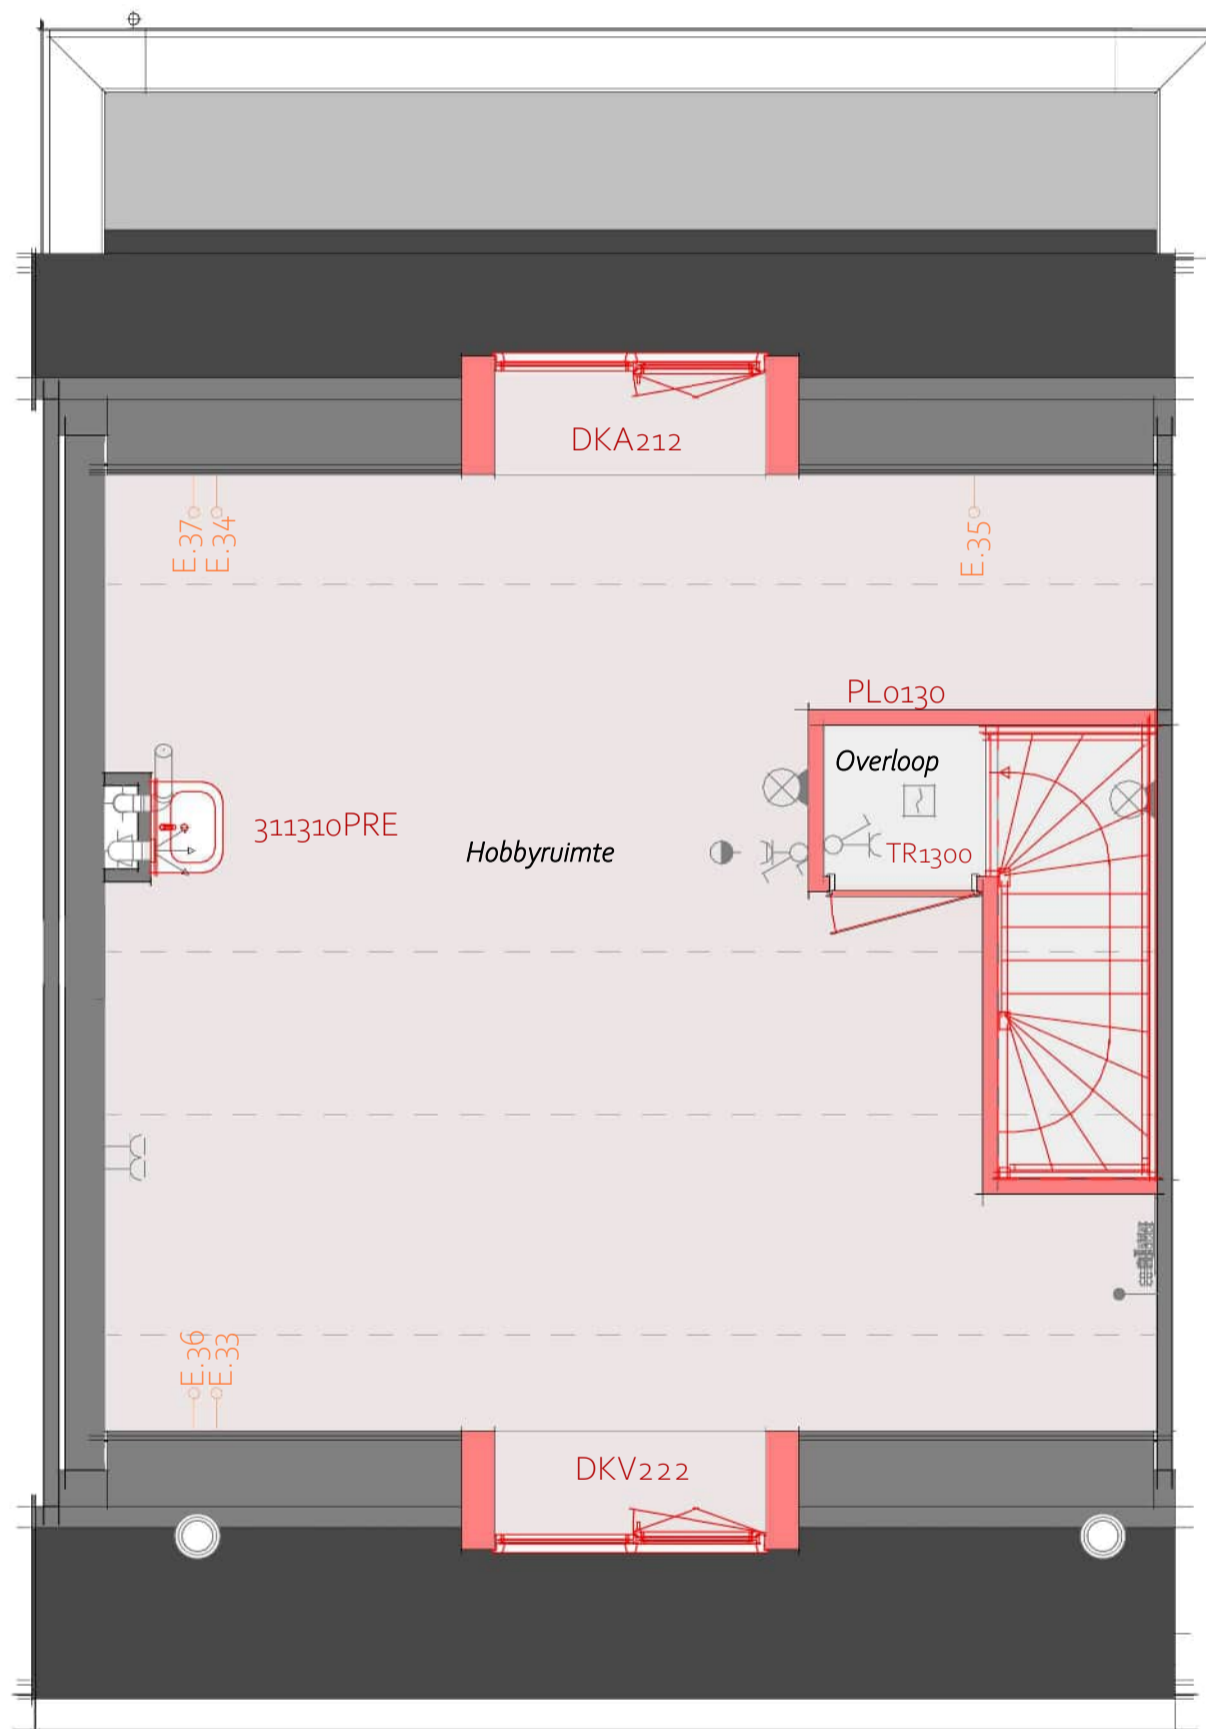 DKA212
E.37
E.34
E.35
PL0130
Overloop
311310PRE
Hobbyruimte
TR1300
E.36
E.33
DKV222